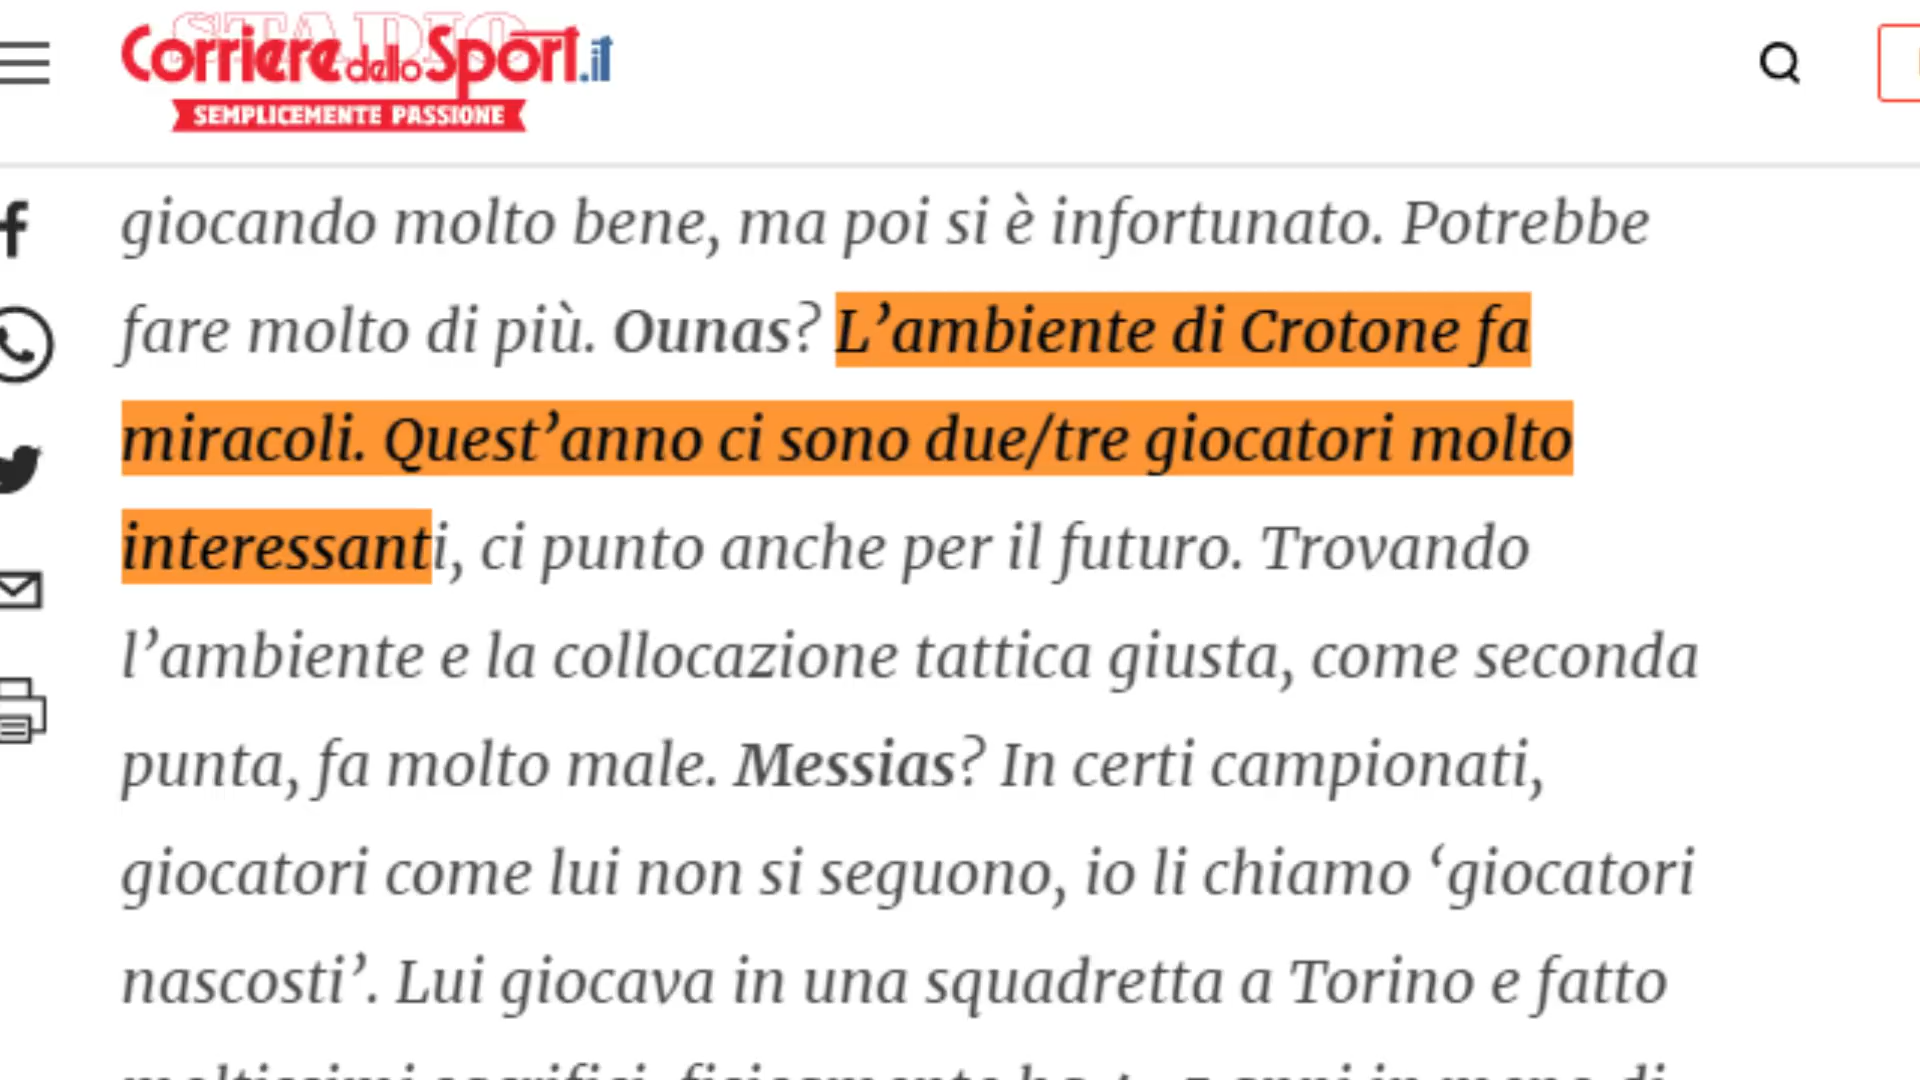 STADIO
Corriere dello Sport.it
SEMPLICEMENTE PASSIONE
giocando molto bene, ma poi si è infortunato. Potrebbe
fare molto di più. Ounas? L’ambiente di Crotone fa
miracoli. Quest’anno ci sono due/tre giocatori molto
interessanti, ci punto anche per il futuro. Trovando
l’ambiente e la collocazione tattica giusta, come seconda
punta, fa molto male. Messias? In certi campionati,
giocatori come lui non si seguono, io li chiamo ‘giocatori
nascosti’. Lui giocava in una squadretta a Torino e fatto